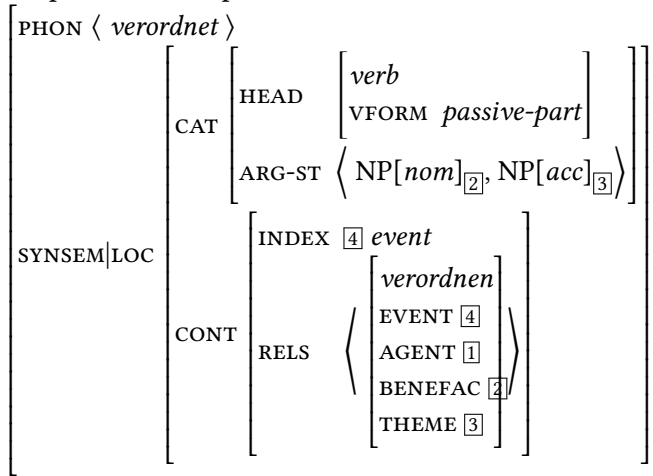 PHON ⟨ verordnet ⟩
SYNSEM|LOC
CAT
HEAD
verb
VFORM passive-part
ARG-ST ⟨ NP[nom]2, NP[acc]3 ⟩
CONT
INDEX 4 event
RELS
verordnen
EVENT 4
AGENT 1
BENEFAC 2
THEME 3